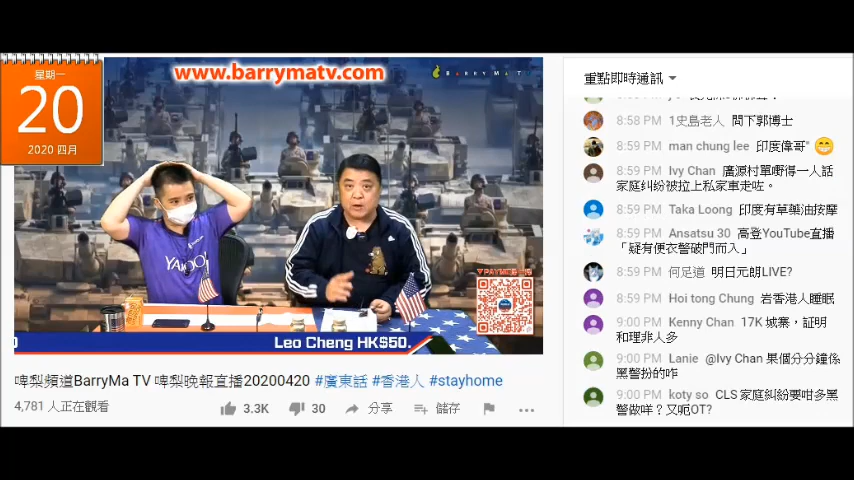 星期一
20
2020 四月
www.barrymatv.com
BARRYMATV
YAHOO
Leo Cheng HK$50.
啤梨頻道BarryMa TV 啤梨晚報直播20200420 #廣東話 #香港人 #stayhome
4,781 人正在觀看
3.3K
30
分享
儲存
重點即時通訊
8:58 PM 1史島老人 問下郭博士
8:59 PM man chung lee 印度偉哥"
8:59 PM Ivy Chan 廣源村單嘢得一人話
家庭糾紛被拉上私家車走咗。
8:59 PM Taka Loong 印度有草藥油按摩
8:59 PM Ansatsu 30 高登YouTube直播
「疑有便衣警破門而入」
8:59 PM 何足道 明日元朗LIVE?
8:59 PM Hoi tong Chung 岩香港人睡眠
9:00 PM Kenny Chan 17K 城寨，証明
和理非人多
9:00 PM Lanie @Ivy Chan 果個分分鐘係
黑警扮的咋
9:00 PM koty so CLS 家庭糾紛要咁多黑
警做咩？又呃OT?